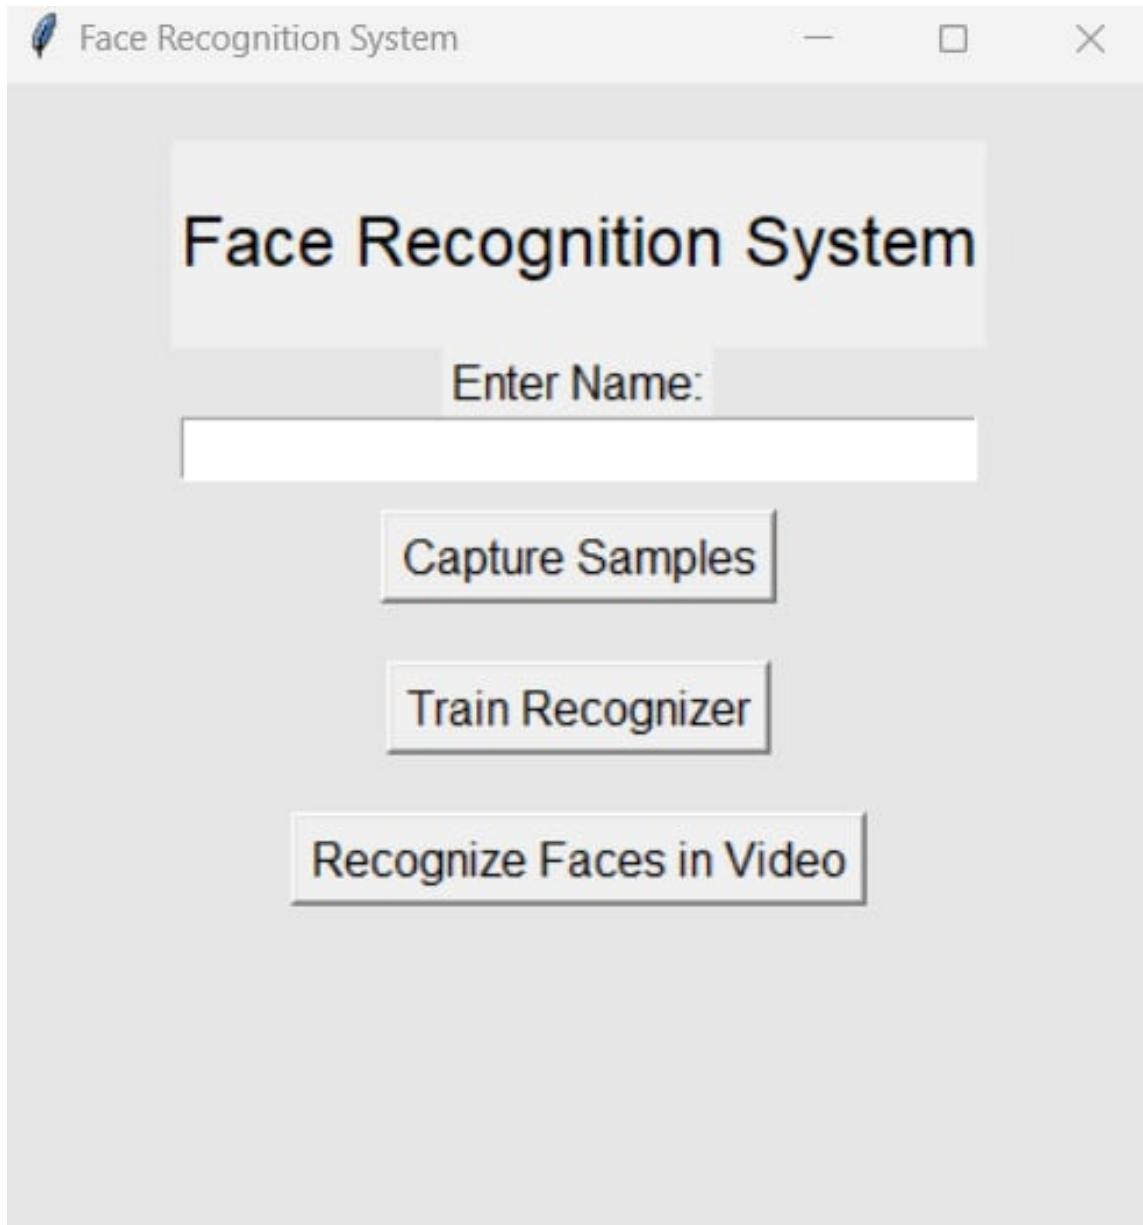 Face Recognition System
Face Recognition System
Enter Name:
Capture Samples
Train Recognizer
Recognize Faces in Video